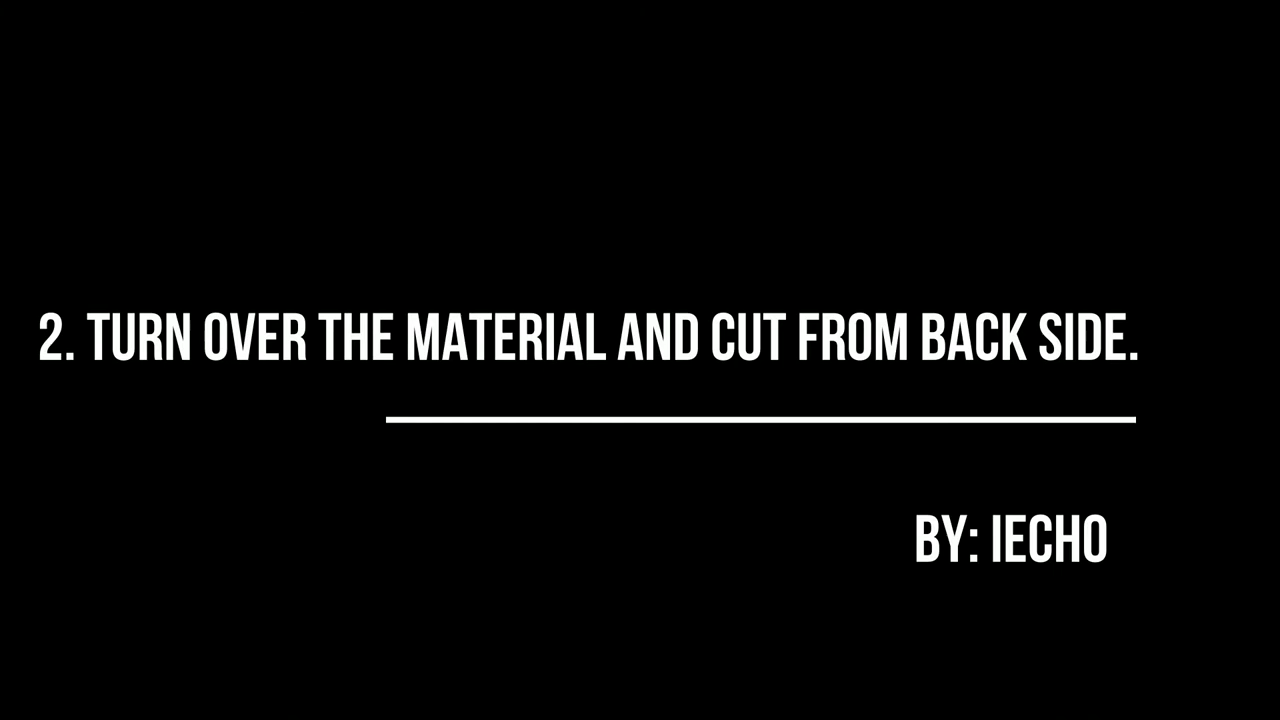 2. TURN OVER THE MATERIAL AND CUT FROM BACK SIDE.
BY: IECHO